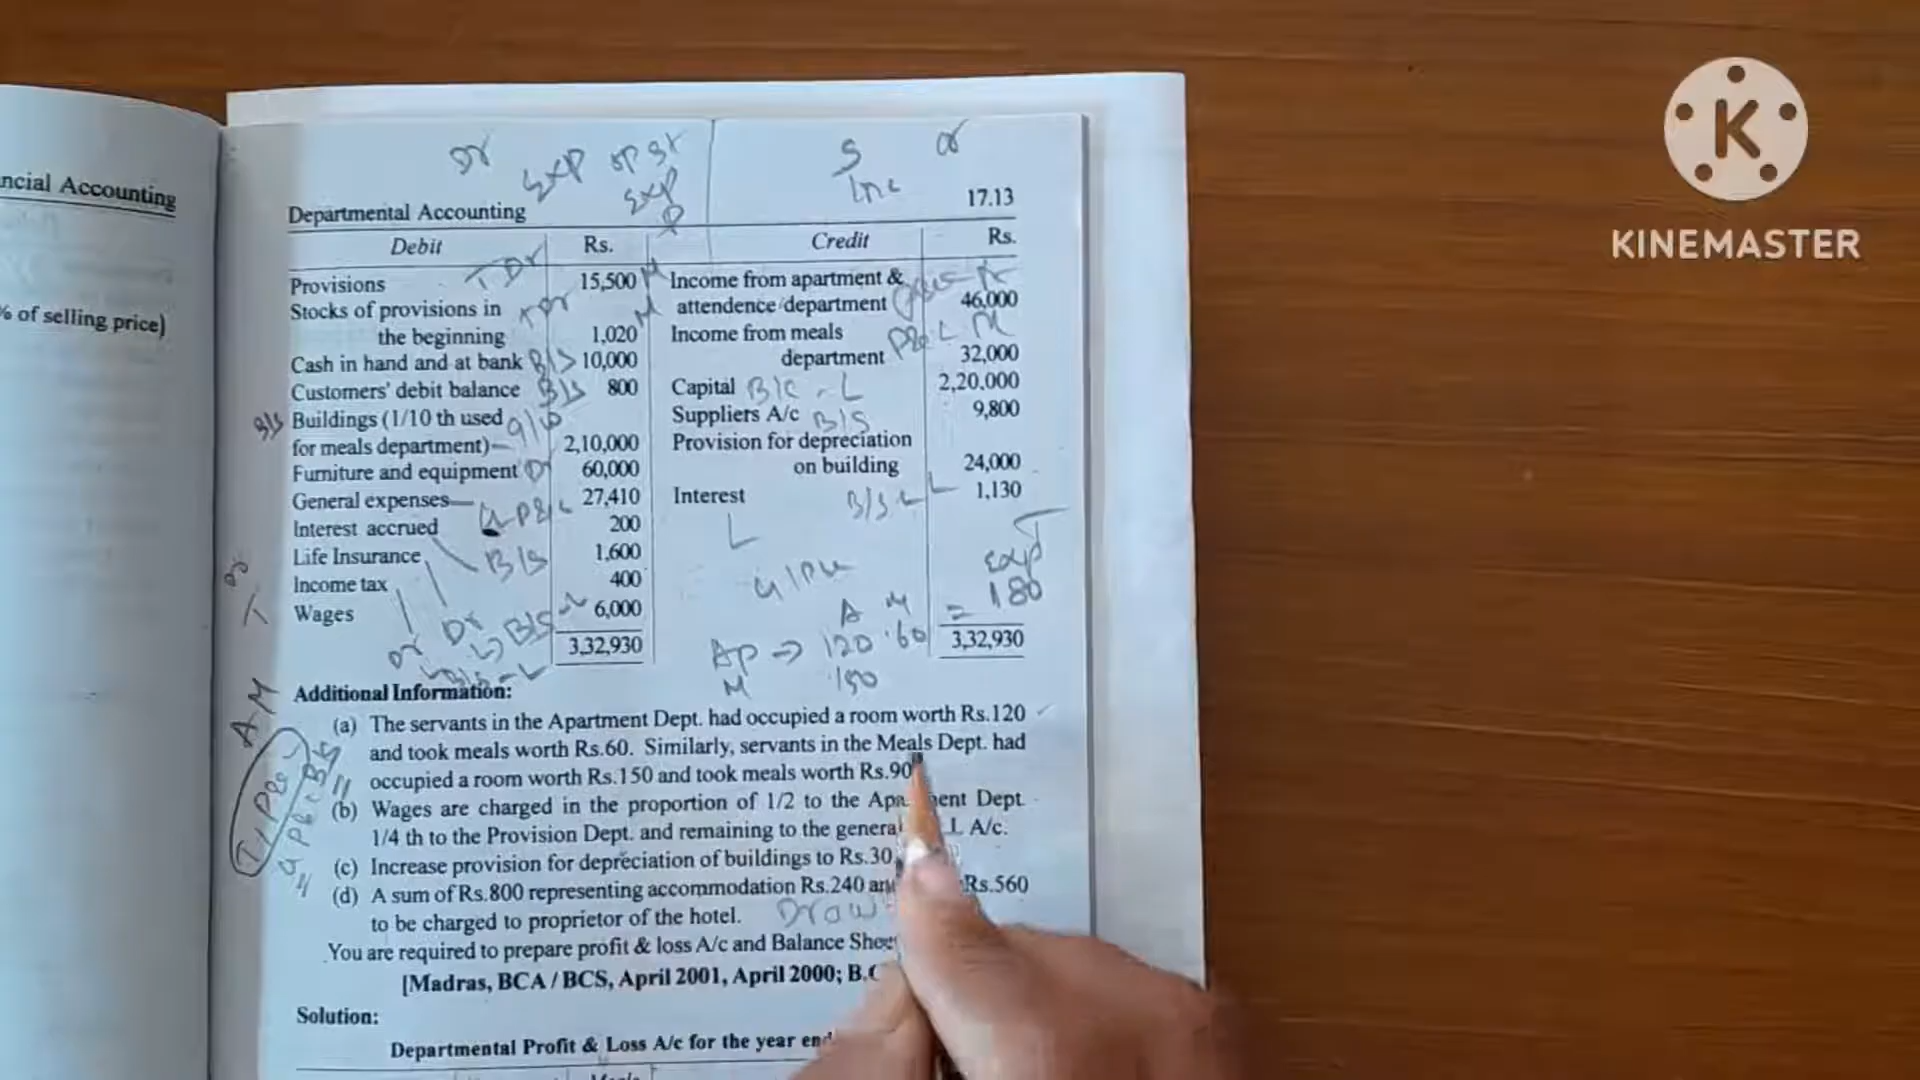 ncial Accounting
% of selling price)
Dr
Exp
Exp
S
Inc
Departmental Accounting
17.13
Debit Rs. Credit Rs.
Provisions 15,500 M Income from apartment &
Stocks of provisions in attendence department 46,000
the beginning 1,020 M Income from meals
Cash in hand and at bank B/S 10,000 department 32,000
Customers' debit balance B/S 800 Capital 2,20,000
B/S Buildings (1/10 th used Suppliers A/c B/S 9,800
for meals department) 2,10,000 Provision for depreciation
Furniture and equipment 60,000 on building 24,000
General expenses 27,410 Interest B/S 1,130
Interest accrued 200
Life Insurance B/S 1,600
Income tax 400
Wages 6,000
3,32,930 3,32,930
A M
180
120 60
M 150
A M
Additional Information:
(a) The servants in the Apartment Dept. had occupied a room worth Rs.120
and took meals worth Rs.60. Similarly, servants in the Meals Dept. had
occupied a room worth Rs.150 and took meals worth Rs.90
(b) Wages are charged in the proportion of 1/2 to the Dept.
1/4 th to the Provision Dept. and remaining to the A/c.
(c) Increase provision for depreciation of buildings to
(d) A sum of Rs.800 representing accommodation Rs.240 Rs.560
to be charged to proprietor of the hotel. Draw
You are required to prepare profit & loss A/c and Balance
[Madras, BCA / BCS, April 2001, April 2000;
Solution:
Departmental Profit & Loss A/c for the year
K
KINEMASTER